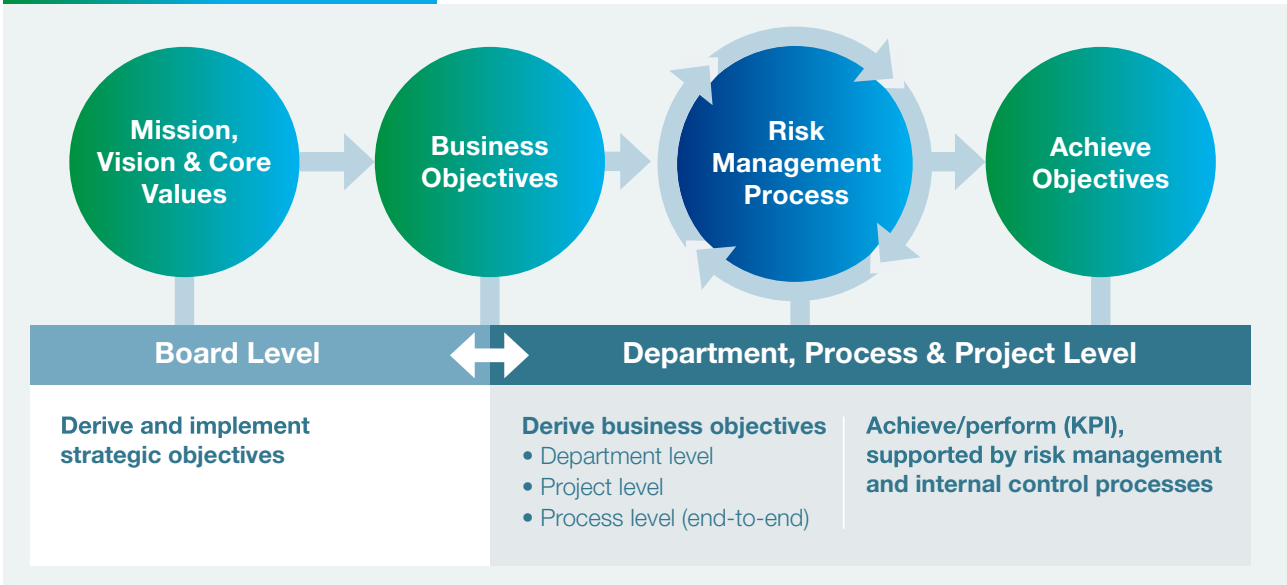 Mission,
Vision & Core
Values
Business
Objectives
Risk
Management
Process
Achieve
Objectives
Board Level
Department, Process & Project Level
Derive and implement
strategic objectives
Derive business objectives
• Department level
• Project level
• Process level (end-to-end)
Achieve/perform (KPI),
supported by risk management
and internal control processes